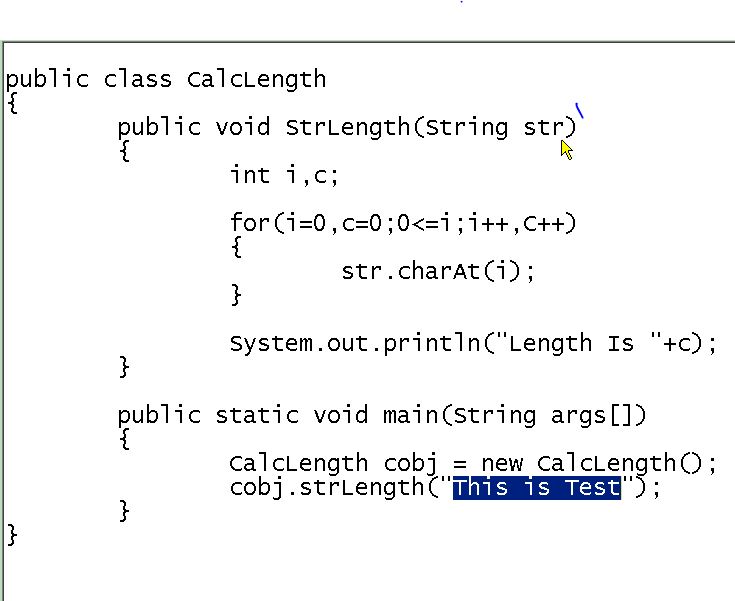 public class CalcLength
{
public void StrLength(String str)
{
int i,c;
for(i=0,c=0;0<=i;i++,C++)
{
str.charAt(i);
}
System.out.println("Length Is "+c);
}
public static void main(String args[])
{
CalcLength cobj = new CalcLength();
cobj.strLength("This is Test");
}
}